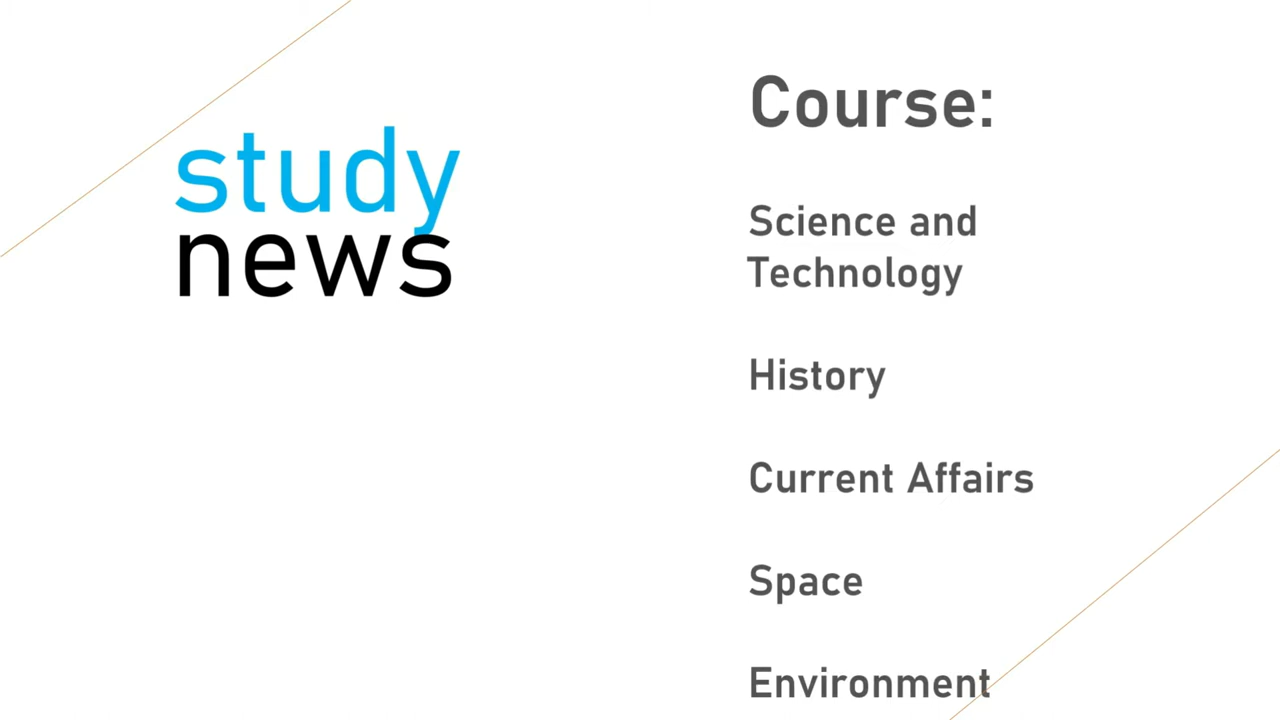 study
news
Course:
Science and
Technology
History
Current Affairs
Space
Environment